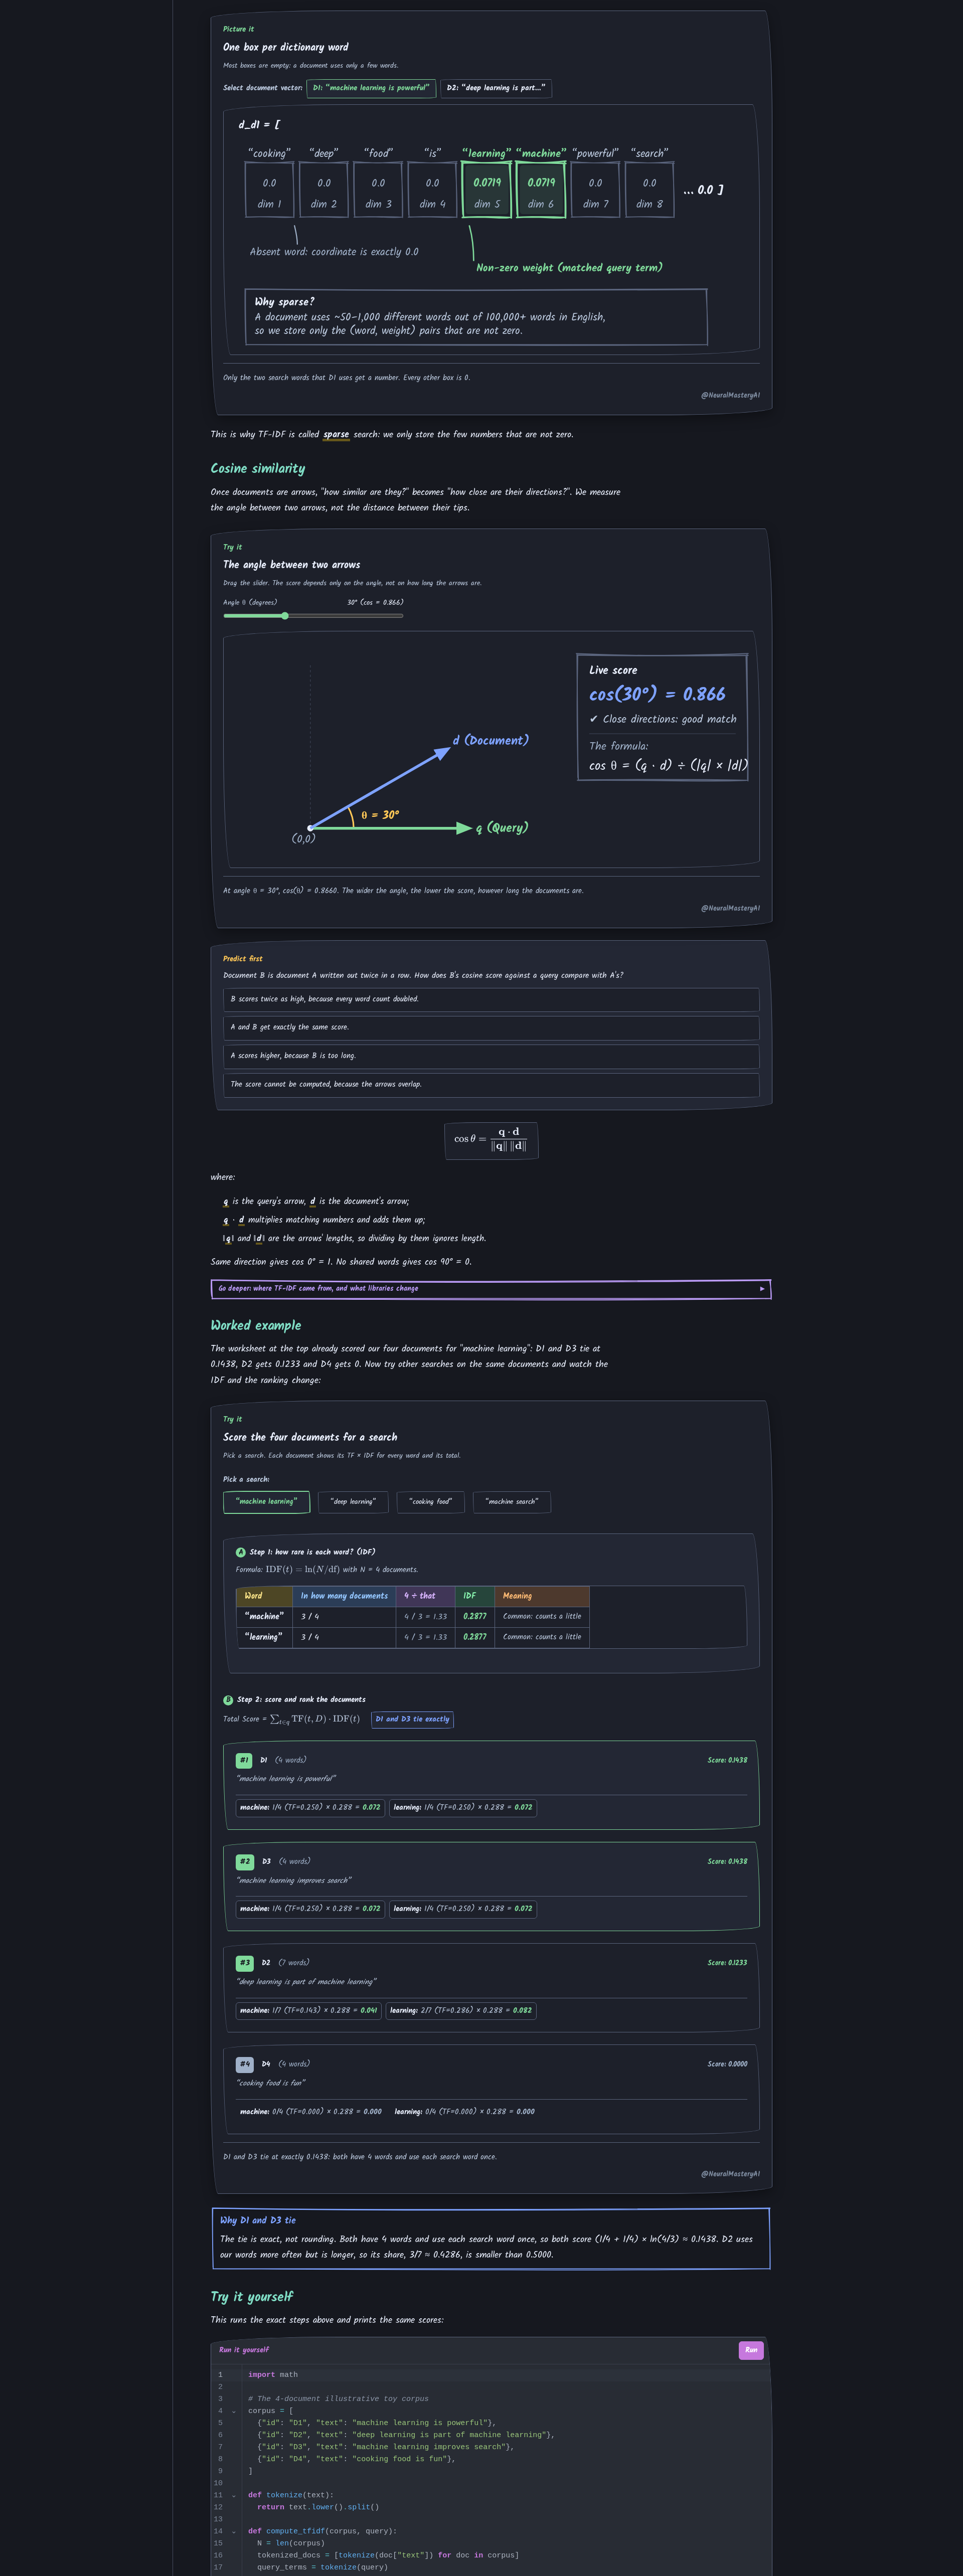 Picture it
One box per dictionary word
Most boxes are empty: a document uses only a few words.
Select document vector: D1: "machine learning is powerful" D2: "deep learning is part..."
d_d1 = [
"cooking" "deep" "food" "is" "learning" "machine" "powerful" "search"
0.0 0.0 0.0 0.0 0.0719 0.0719 0.0 0.0 ... 0.0 ]
dim 1 dim 2 dim 3 dim 4 dim 5 dim 6 dim 7 dim 8
Absent word: coordinate is exactly 0.0
Non-zero weight (matched query term)
Why sparse?
A document uses ~50–1,000 different words out of 100,000+ words in English,
so we store only the (word, weight) pairs that are not zero.
Only the two search words that D1 uses get a number. Every other box is 0.
@NeuralMasteryAI
This is why TF-IDF is called sparse search: we only store the few numbers that are not zero.
Cosine similarity
Once documents are arrows, "how similar are they?" becomes "how close are their directions?". We measure
the angle between two arrows, not the distance between their tips.
Try it
The angle between two arrows
Drag the slider. The score depends only on the angle, not on how long the arrows are.
Angle θ (degrees) 30° (cos = 0.866)
Live score
cos(30°) = 0.866
✔ Close directions: good match
The formula:
cos θ = (q · d) ÷ (|q| × |d|)
d (Document)
θ = 30°
q (Query)
(0,0)
At angle θ = 30°, cos(θ) = 0.8660. The wider the angle, the lower the score, however long the documents are.
@NeuralMasteryAI
Predict first
Document B is document A written out twice in a row. How does B's cosine score against a query compare with A's?
B scores twice as high, because every word count doubled.
A and B get exactly the same score.
A scores higher, because B is too long.
The score cannot be computed, because the arrows overlap.
cos θ = q · d / ‖q‖ ‖d‖
where:
q is the query's arrow, d is the document's arrow;
q · d multiplies matching numbers and adds them up;
|q| and |d| are the arrows' lengths, so dividing by them ignores length.
Same direction gives cos 0° = 1. No shared words gives cos 90° = 0.
Go deeper: where TF-IDF came from, and what libraries change ▶
Worked example
The worksheet at the top already scored our four documents for "machine learning": D1 and D3 tie at
0.1438, D2 gets 0.1233 and D4 gets 0. Now try other searches on the same documents and watch the
IDF and the ranking change:
Try it
Score the four documents for a search
Pick a search. Each document shows its TF × IDF for every word and its total.
Pick a search:
"machine learning" "deep learning" "cooking food" "machine search"
A Step 1: how rare is each word? (IDF)
Formula: IDF(t) = ln(N/df) with N = 4 documents.
Word In how many documents 4 ÷ that IDF Meaning
"machine" 3 / 4 4 / 3 = 1.33 0.2877 Common: counts a little
"learning" 3 / 4 4 / 3 = 1.33 0.2877 Common: counts a little
B Step 2: score and rank the documents
Total Score = ∑t∈q TF(t, D) · IDF(t) D1 and D3 tie exactly
#1 D1 (4 words) Score: 0.1438
"machine learning is powerful"
machine: 1/4 (TF=0.250) × 0.288 = 0.072 learning: 1/4 (TF=0.250) × 0.288 = 0.072
#2 D3 (4 words) Score: 0.1438
"machine learning improves search"
machine: 1/4 (TF=0.250) × 0.288 = 0.072 learning: 1/4 (TF=0.250) × 0.288 = 0.072
#3 D2 (7 words) Score: 0.1233
"deep learning is part of machine learning"
machine: 1/7 (TF=0.143) × 0.288 = 0.041 learning: 2/7 (TF=0.286) × 0.288 = 0.082
#4 D4 (4 words) Score: 0.0000
"cooking food is fun"
machine: 0/4 (TF=0.000) × 0.288 = 0.000 learning: 0/4 (TF=0.000) × 0.288 = 0.000
D1 and D3 tie at exactly 0.1438: both have 4 words and use each search word once.
@NeuralMasteryAI
Why D1 and D3 tie
The tie is exact, not rounding. Both have 4 words and use each search word once, so both score (1/4 + 1/4) × ln(4/3) ≈ 0.1438. D2 uses
our words more often but is longer, so its share, 3/7 ≈ 0.4286, is smaller than 0.5000.
Try it yourself
This runs the exact steps above and prints the same scores:
Run it yourself Run
1 import math
2
3 # The 4-document illustrative toy corpus
4 corpus = [
5 {"id": "D1", "text": "machine learning is powerful"},
6 {"id": "D2", "text": "deep learning is part of machine learning"},
7 {"id": "D3", "text": "machine learning improves search"},
8 {"id": "D4", "text": "cooking food is fun"},
9 ]
10
11 def tokenize(text):
12 return text.lower().split()
13
14 def compute_tfidf(corpus, query):
15 N = len(corpus)
16 tokenized_docs = [tokenize(doc["text"]) for doc in corpus]
17 query_terms = tokenize(query)